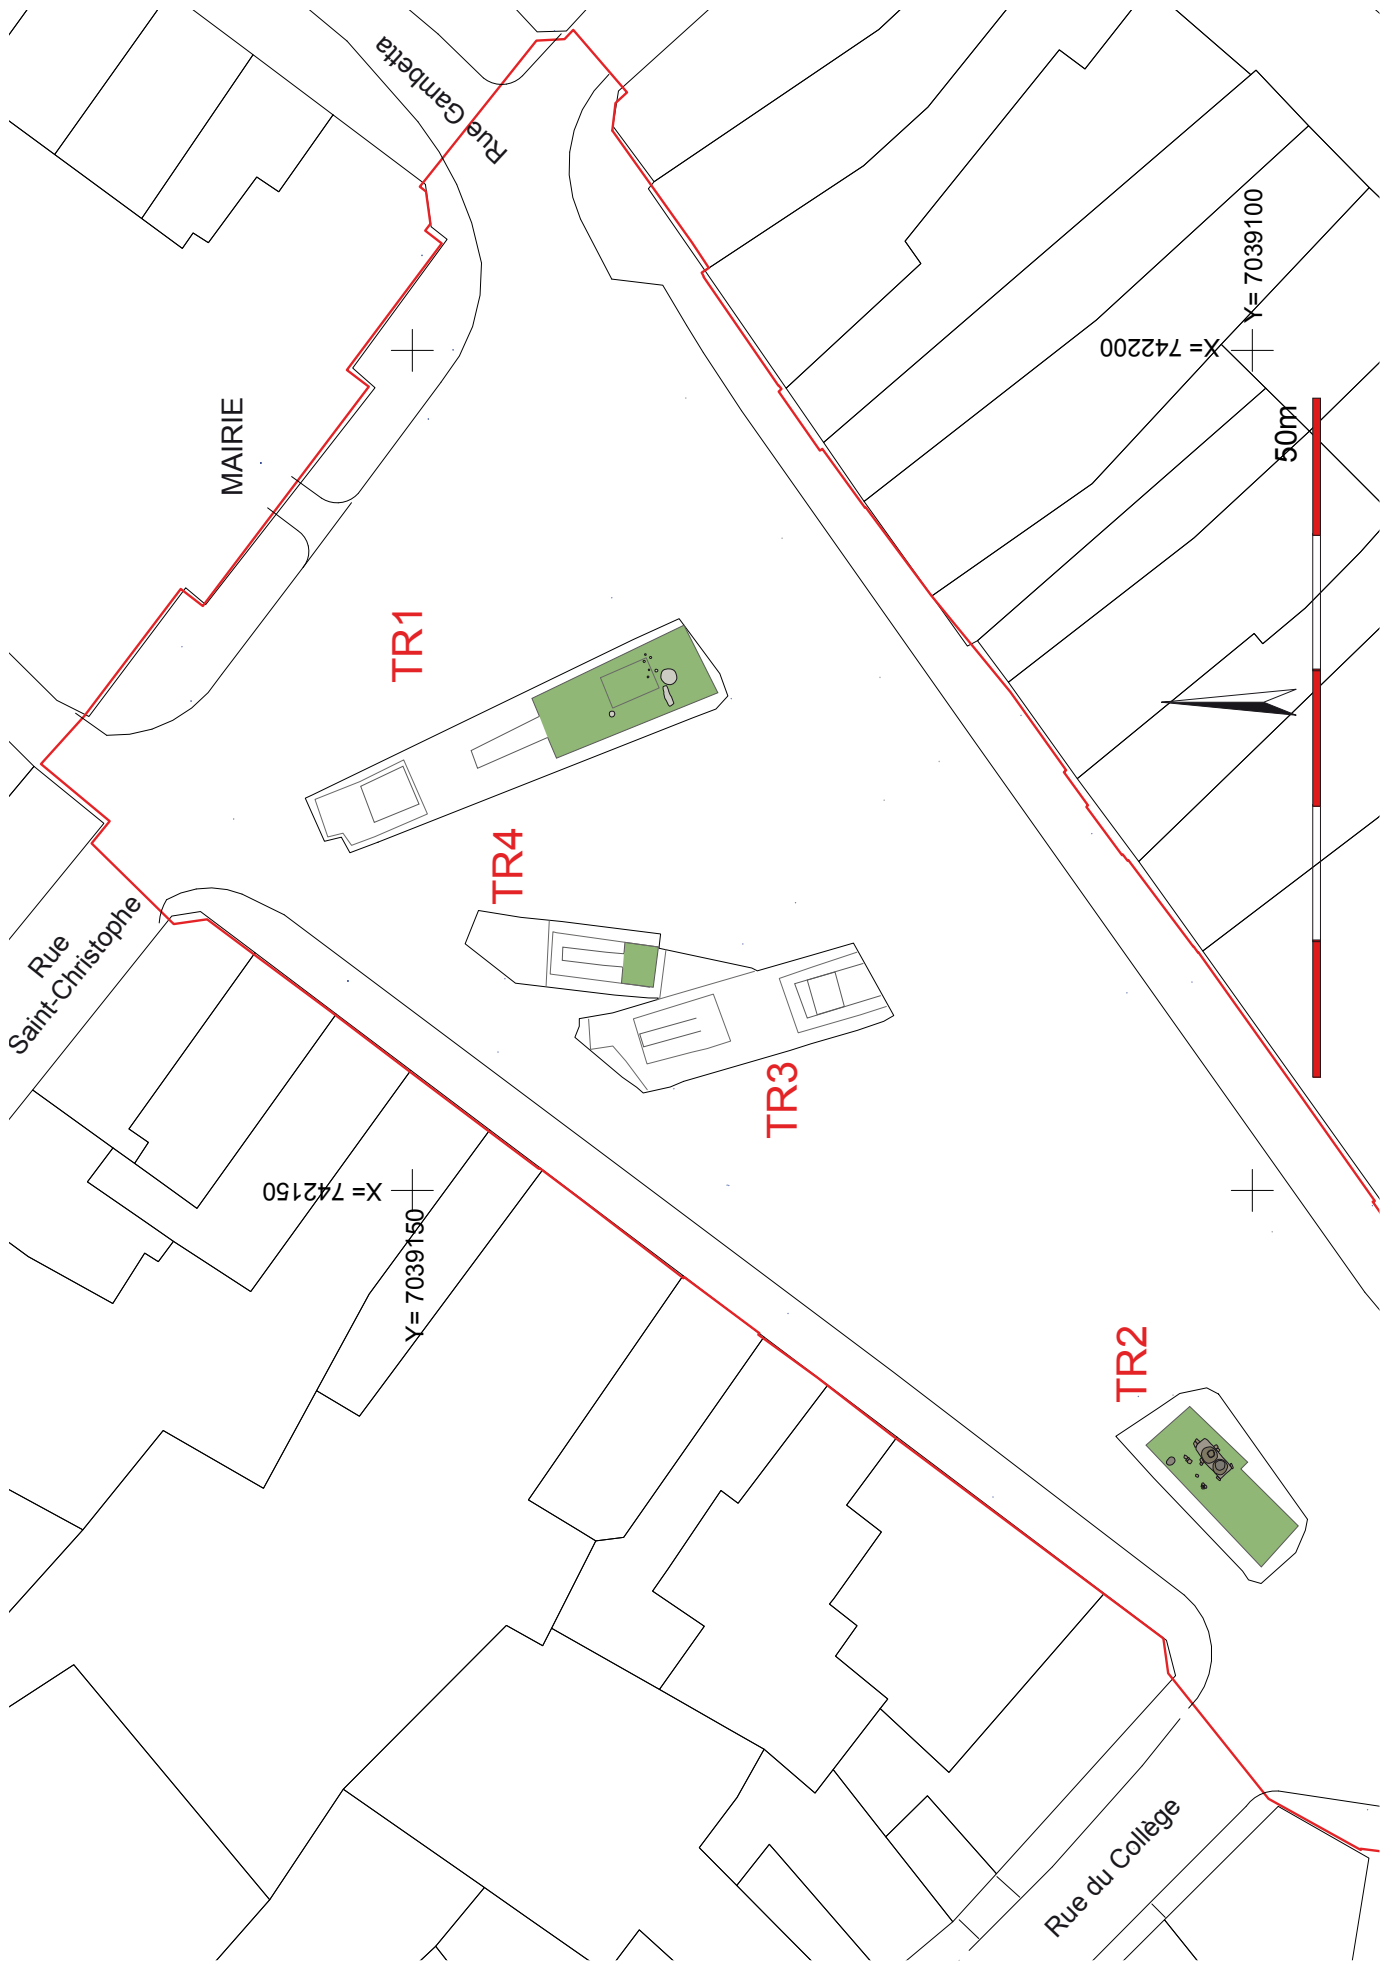 Rue Gambetta
MAIRIE
Y= 7039100
X= 742200
50m
TR1
TR4
Rue
Saint-Christophe
TR3
X= 742150
Y= 7039150
TR2
Rue du Collège